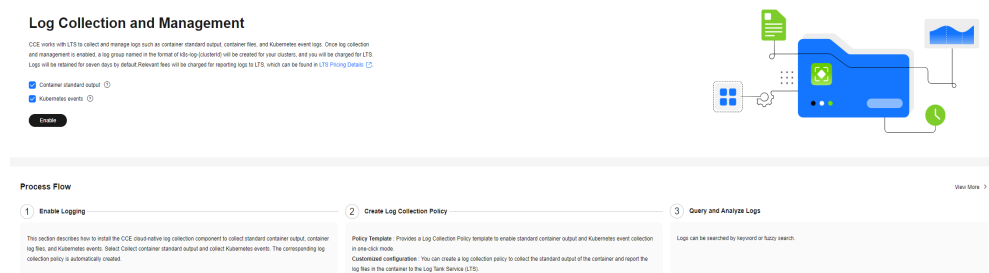 Log Collection and Management
CCE works with LTS to collect and manage logs such as container standard output, container files, and Kubernetes event logs. Once log collection
and management is enabled, a log group named in the format of k8s-log-{clusterId} will be created for your clusters, and you will be charged for LTS.
Logs will be retained for seven days by default.Relevant fees will be charged for reporting logs to LTS, which can be found in LTS Pricing Details
Container standard output
Kubernetes events
Enable
Process Flow
View More >
1 Enable Logging
2 Create Log Collection Policy
3 Query and Analyze Logs
This section describes how to install the CCE cloud-native log collection component to collect standard container output, container
log files, and Kubernetes events. Select Collect container standard output and collect Kubernetes events. The corresponding log
collection policy is automatically created.
Policy Template : Provides a Log Collection Policy template to enable standard container output and Kubernetes event collection
in one-click mode.
Customized configuration : You can create a log collection policy to collect the standard output of the container and report the
log files in the container to the Log Tank Service (LTS).
Logs can be searched by keyword or fuzzy search.